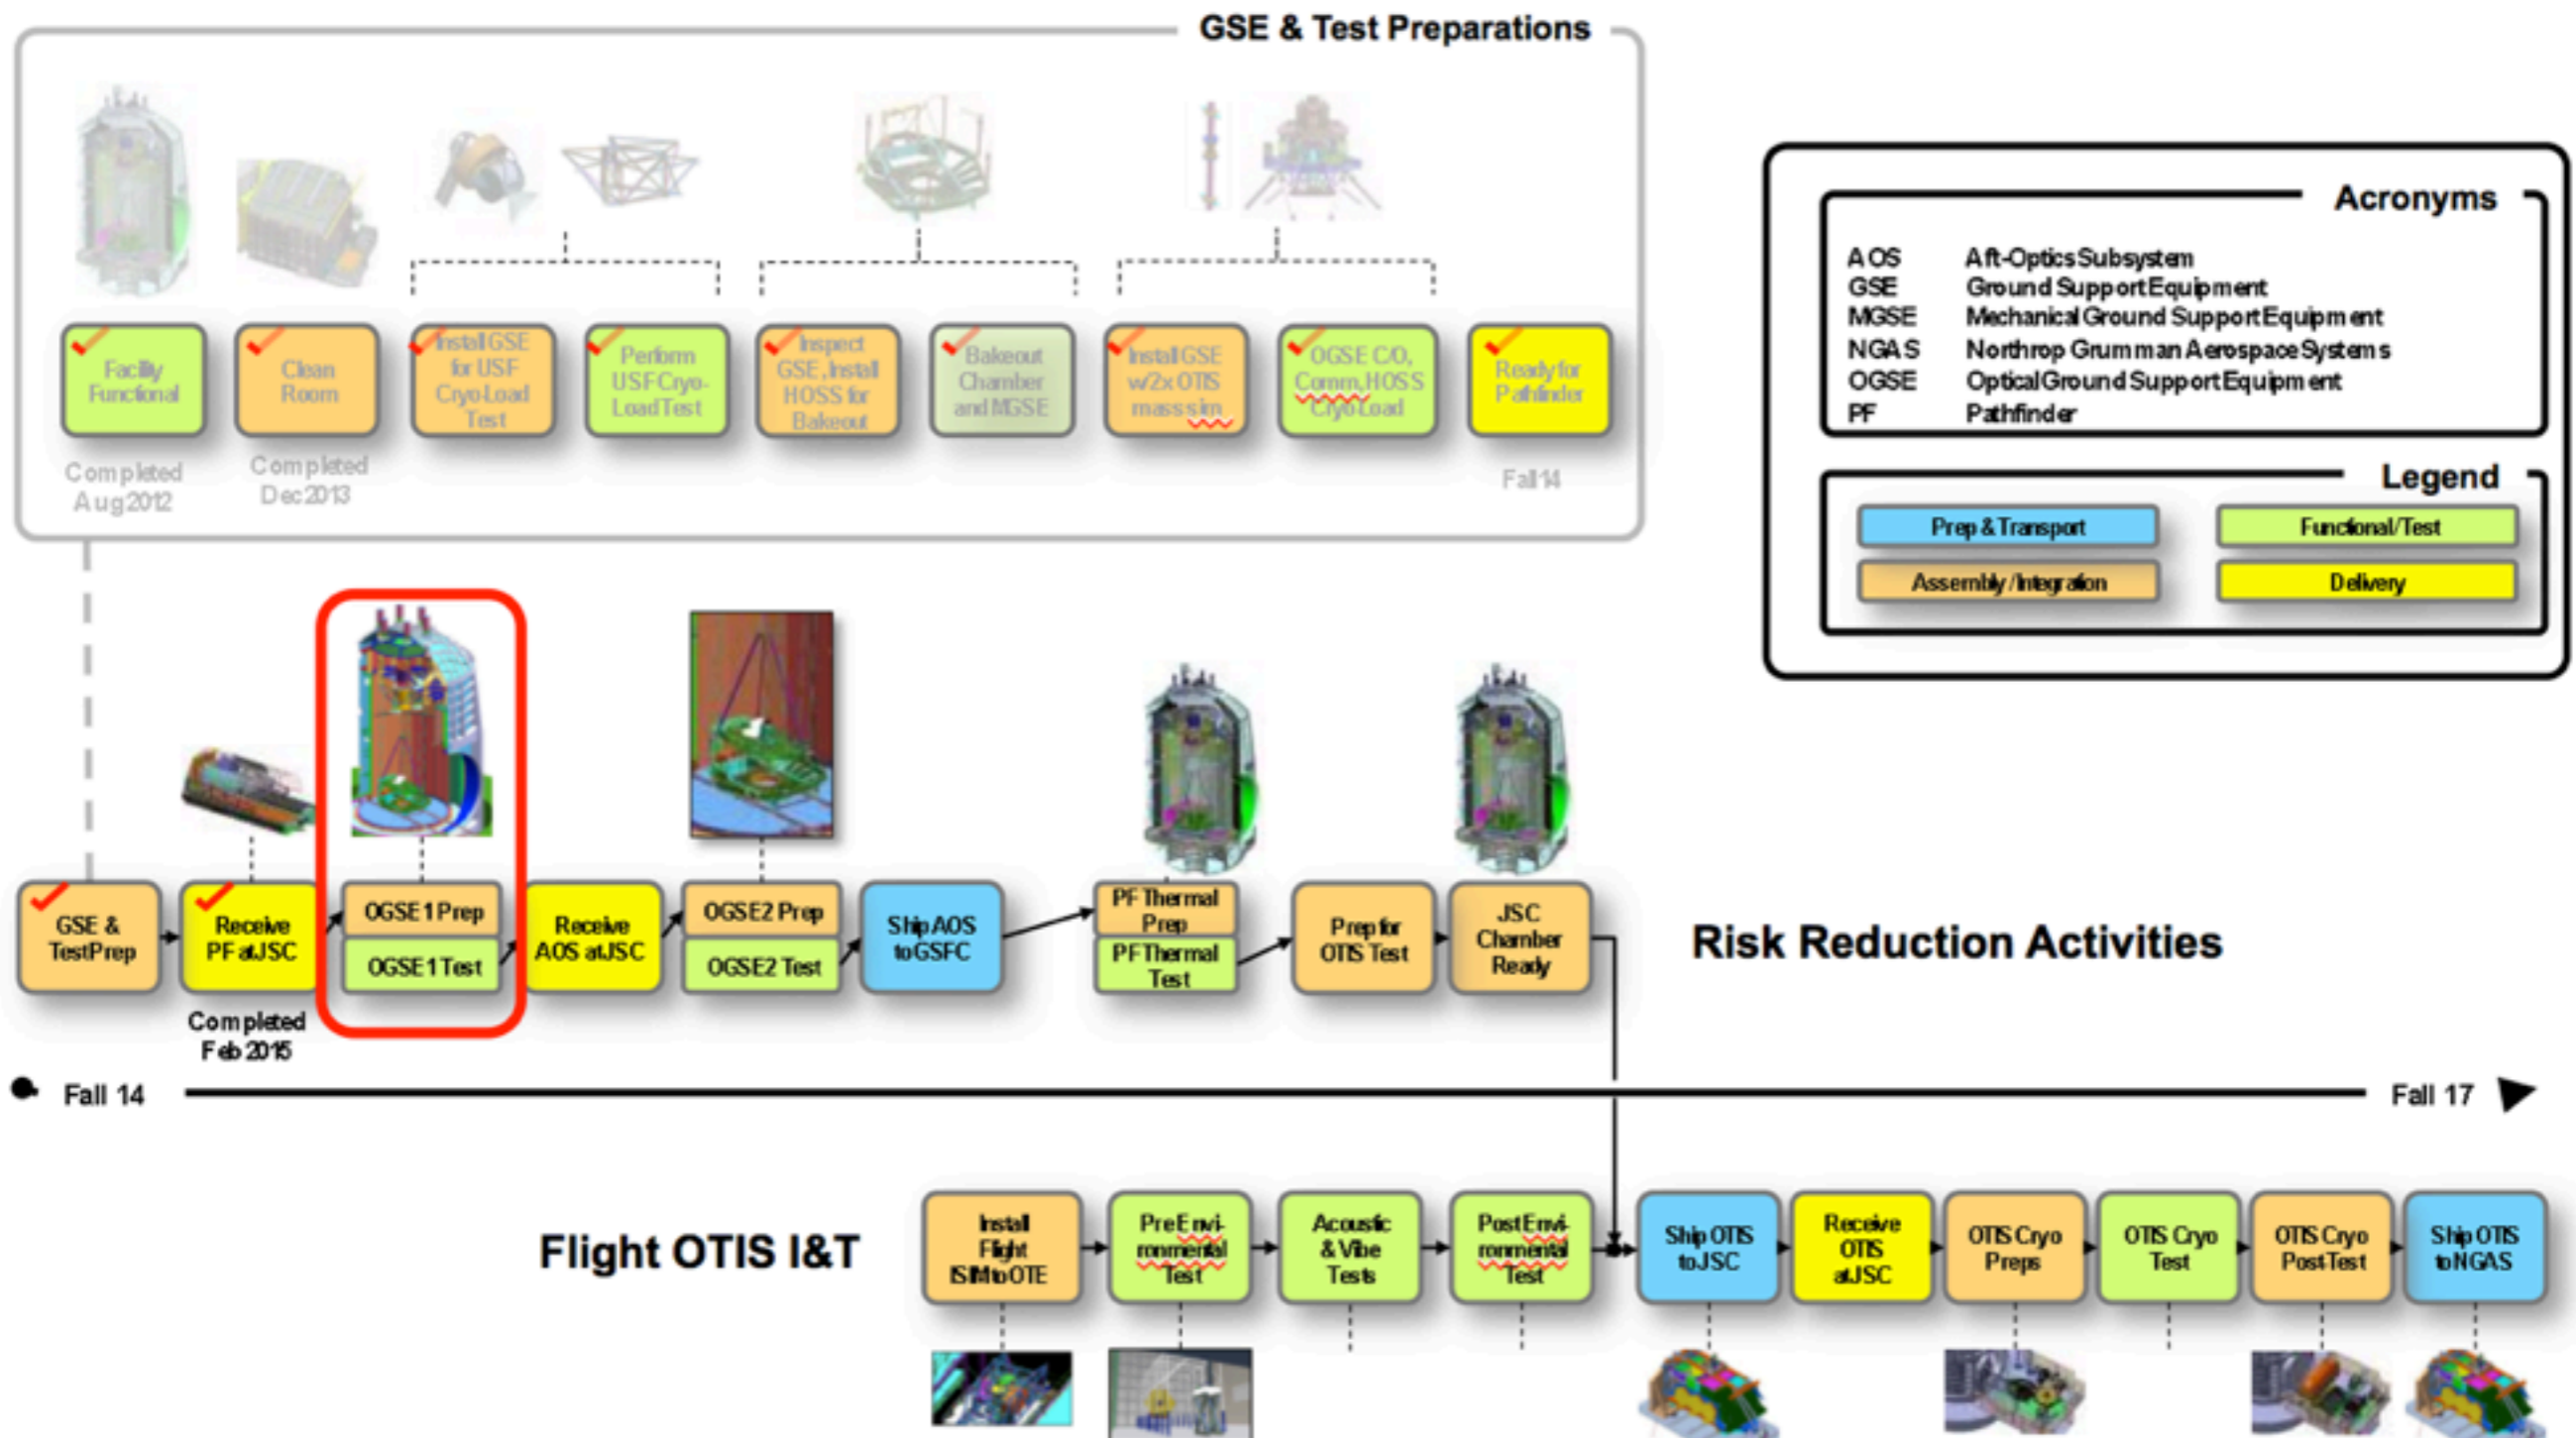 GSE & Test Preparations
Facility
Functional
Clean
Room
Install GSE
for USF
Cryo-Load
Test
Perform
USF Cryo-
Load Test
Inspect
GSE, Install
HOSS for
Bakeout
Bakeout
Chamber
and MGSE
Install GSE
w/2x OTIS
mass sim
OGSE C/O,
Comm, HOSS
Cryo-Load
Ready for
Pathfinder
Completed
Aug 2012
Completed
Dec 2013
Fall 14
Acronyms
AOS Aft-Optics Subsystem
GSE Ground Support Equipment
MGSE Mechanical Ground Support Equipment
NGAS Northrop Grumman Aerospace Systems
OGSE Optical Ground Support Equipment
PF Pathfinder
Legend
Prep & Transport
Functional/Test
Assembly / Integration
Delivery
GSE &
Test Prep
Receive
PF at JSC
OGSE 1 Prep
OGSE 1 Test
Receive
AOS at JSC
OGSE2 Prep
OGSE2 Test
Ship AOS
to GSFC
PF Thermal
Prep
PF Thermal
Test
Prep for
OTIS Test
JSC
Chamber
Ready
Risk Reduction Activities
Completed
Feb 2015
Fall 14
Fall 17
Flight OTIS I&T
Install
Flight
ISIM to OTE
Pre Envi-
ronmental
Test
Acoustic
& Vibe
Tests
Post Envi-
ronmental
Test
Ship OTIS
to JSC
Receive
OTIS
at JSC
OTIS Cryo
Preps
OTIS Cryo
Test
OTIS Cryo
Post-Test
Ship OTIS
to NGAS